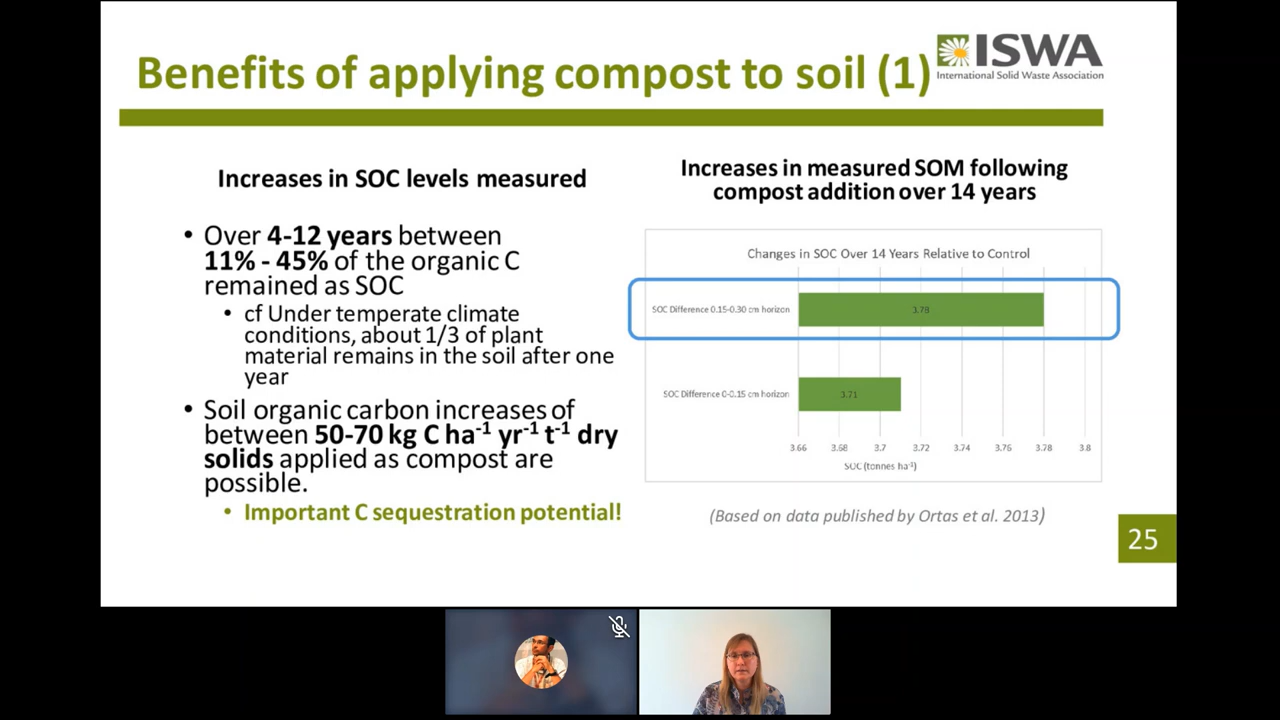 Benefits of applying compost to soil (1)
ISWA
International Solid Waste Association
Increases in SOC levels measured
• Over 4-12 years between
11% - 45% of the organic C
remained as SOC
• cf Under temperate climate
conditions, about 1/3 of plant
material remains in the soil after one
year
• Soil organic carbon increases of
between 50-70 kg C ha⁻¹ yr⁻¹ t⁻¹ dry
solids applied as compost are
possible.
• Important C sequestration potential!
Increases in measured SOM following
compost addition over 14 years
Changes in SOC Over 14 Years Relative to Control
SOC Difference 0.15-0.30 cm horizon
3.78
SOC Difference 0-0.15 cm horizon
3.71
3.66 3.68 3.7 3.72 3.74 3.76 3.78 3.8
SOC (tonnes ha⁻¹)
(Based on data published by Ortas et al. 2013)
25